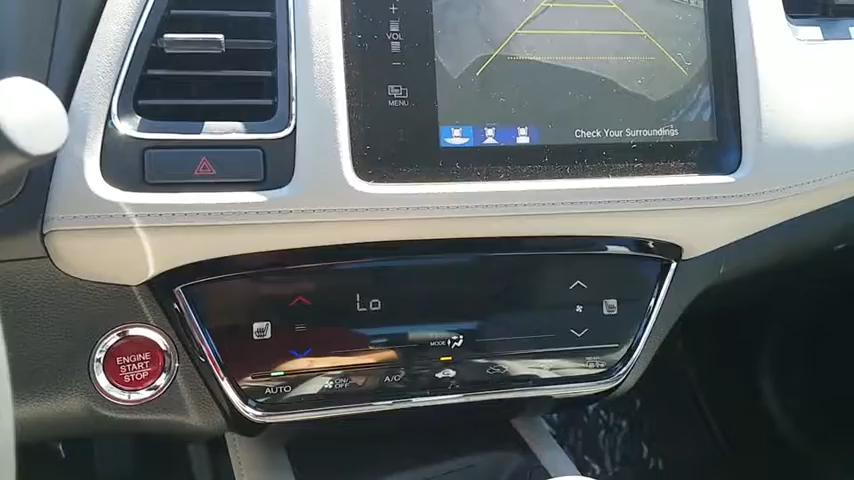 +
VOL
-
MENU
Check Your Surroundings
Lo
MODE
ENGINE
START
STOP
AUTO
ON/
OFF
A/C